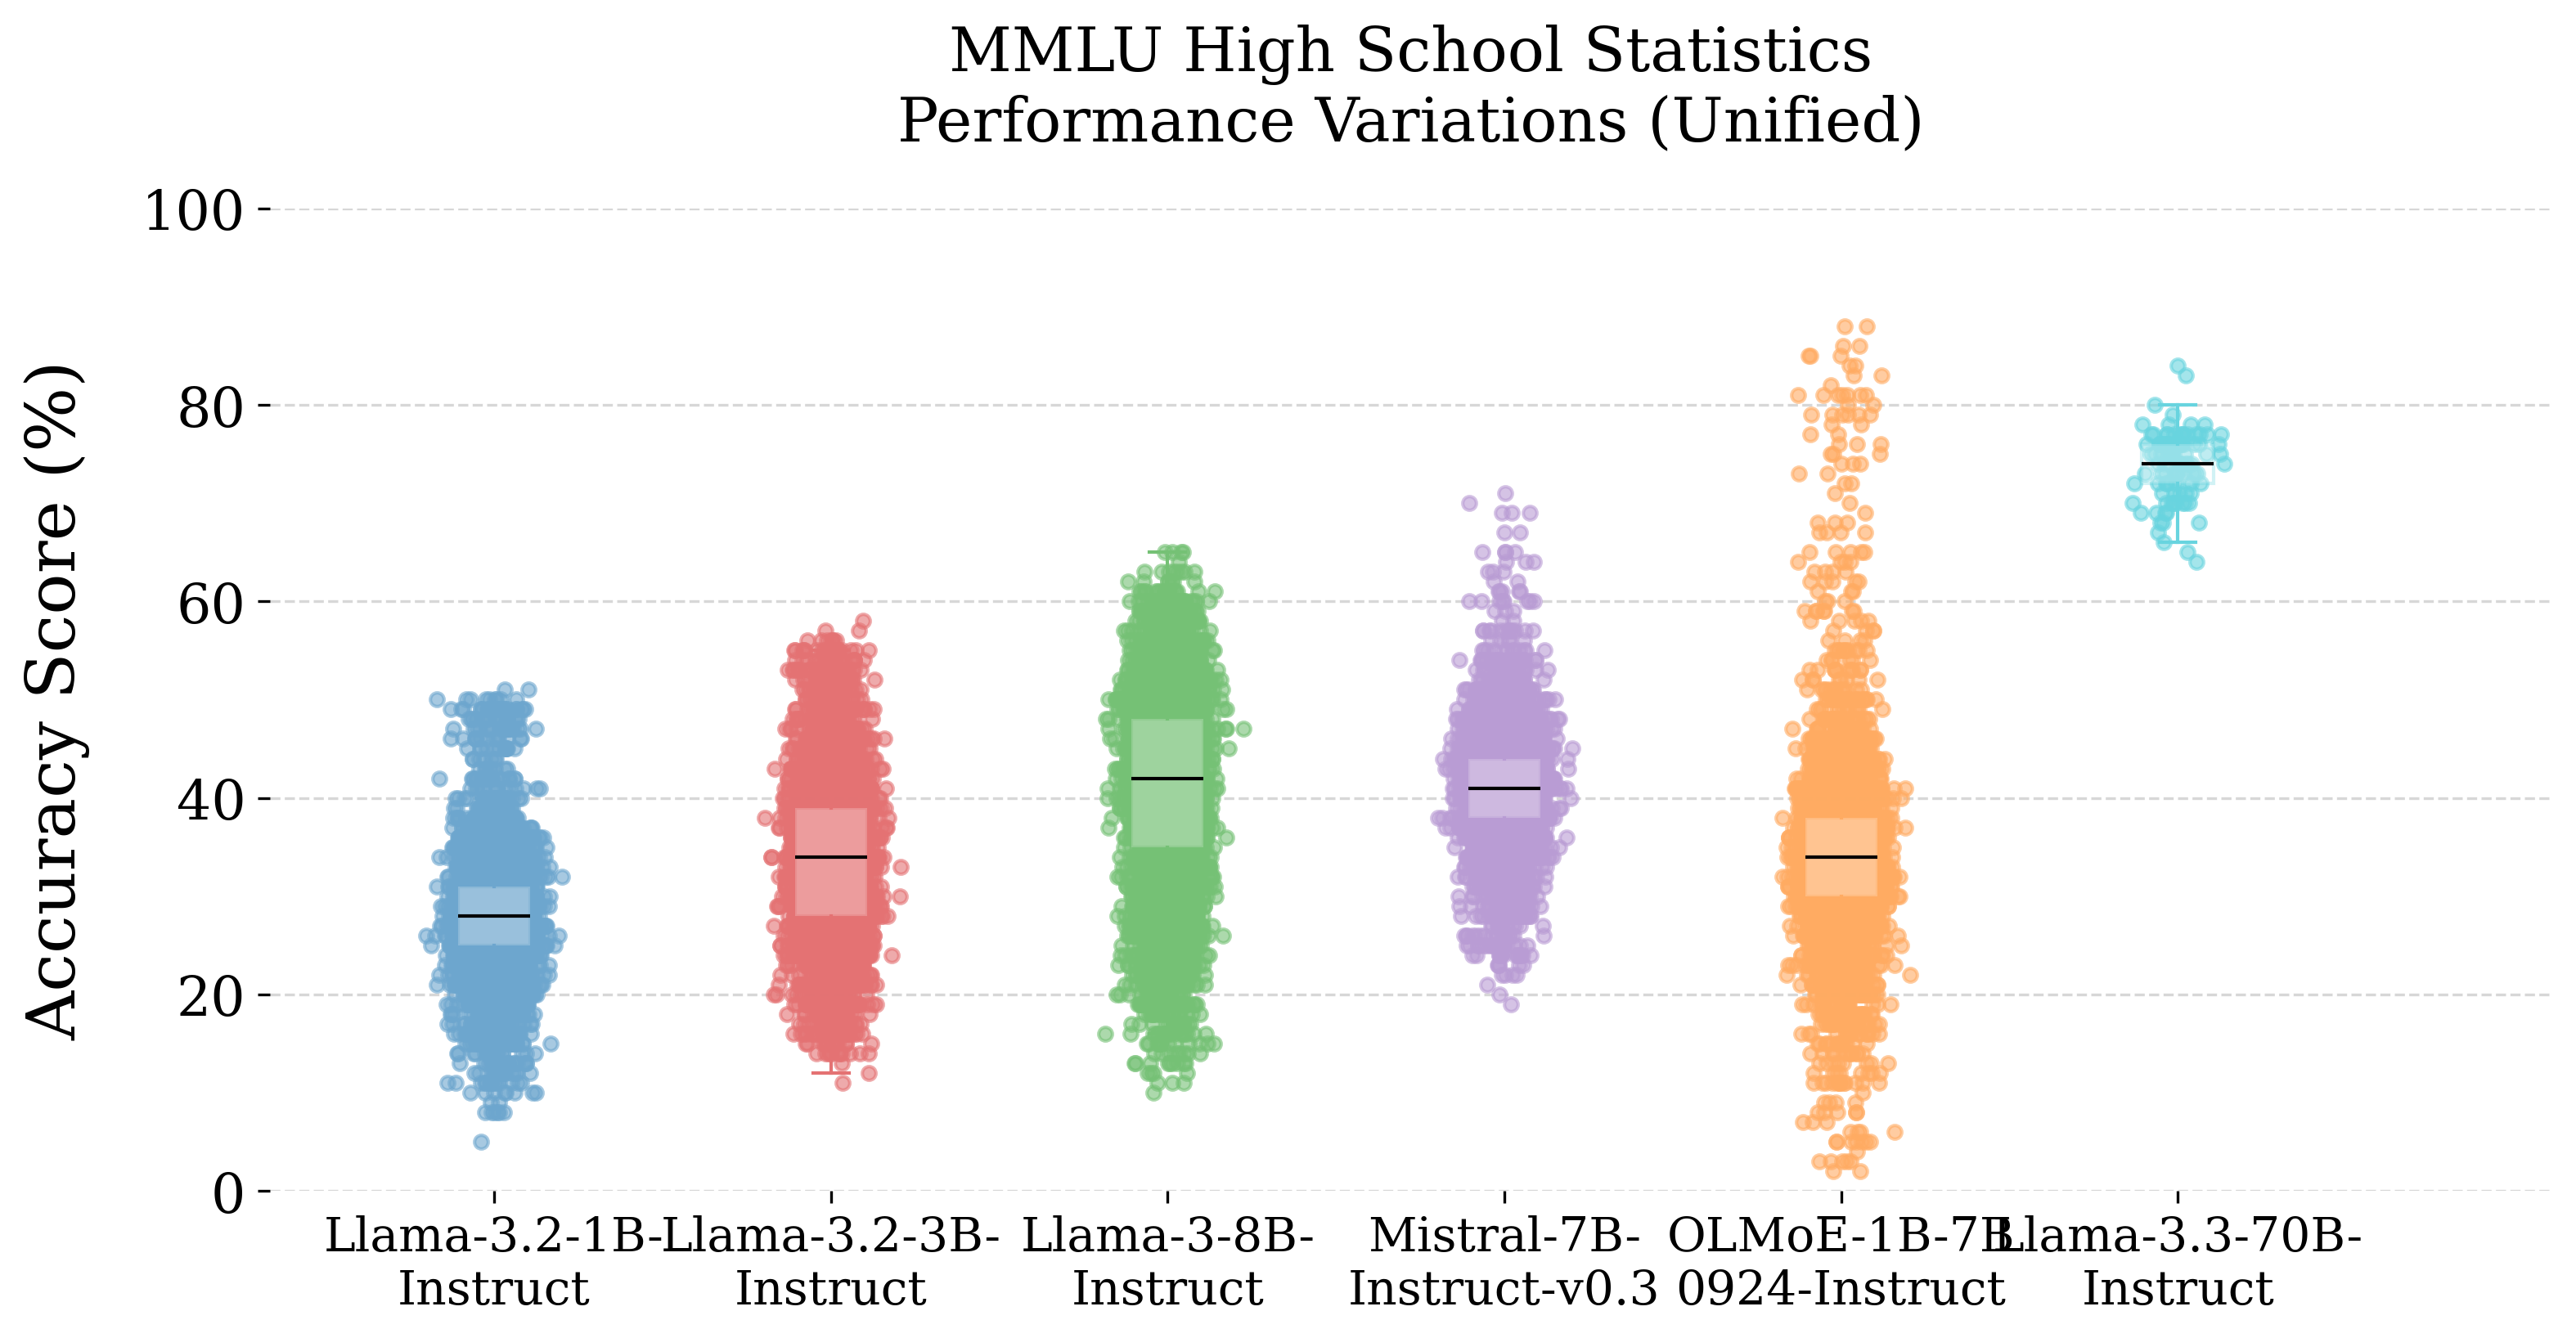 MMLU High School Statistics
Performance Variations (Unified)
Accuracy Score (%)
100
80
60
40
20
0
Llama-3.2-1B-
Instruct
Llama-3.2-3B-
Instruct
Llama-3-8B-
Instruct
Mistral-7B-
Instruct-v0.3
OLMoE-1B-7B
0924-Instruct
Llama-3.3-70B-
Instruct